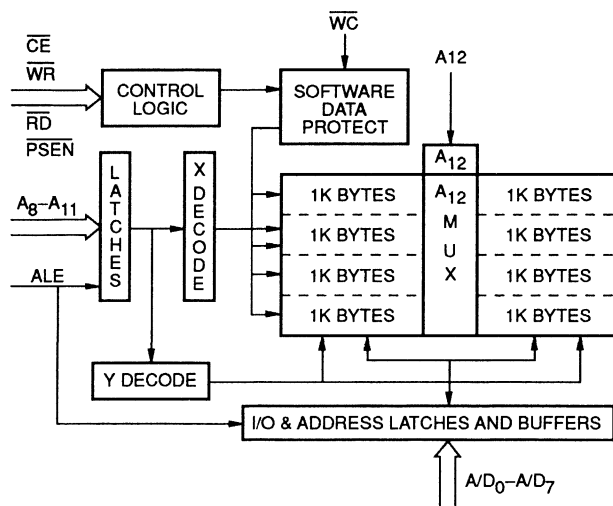 CE
WR
RD
PSEN
CONTROL
LOGIC
WC
SOFTWARE
DATA
PROTECT
A12
A12
A12
M
U
X
LATCHES
X DECODE
A8–A11
ALE
1K BYTES
1K BYTES
1K BYTES
1K BYTES
1K BYTES
1K BYTES
1K BYTES
1K BYTES
Y DECODE
I/O & ADDRESS LATCHES AND BUFFERS
A/D0–A/D7